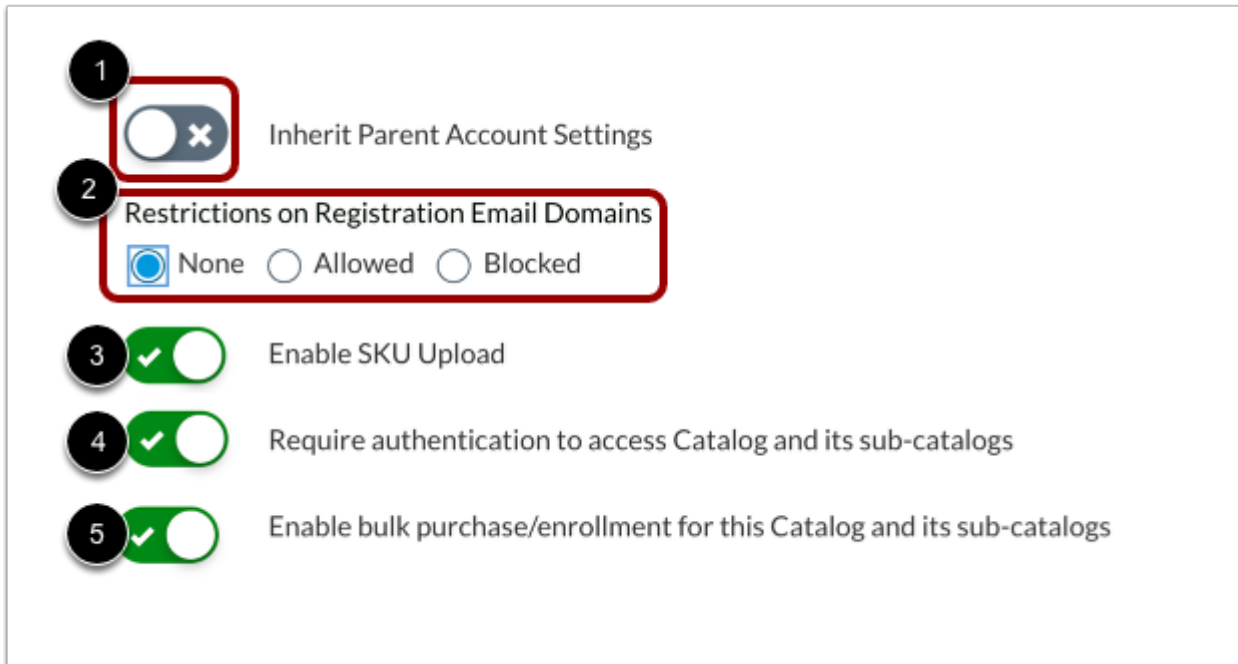 1
Inherit Parent Account Settings
2
Restrictions on Registration Email Domains
None Allowed Blocked
3 Enable SKU Upload
4 Require authentication to access Catalog and its sub-catalogs
5 Enable bulk purchase/enrollment for this Catalog and its sub-catalogs